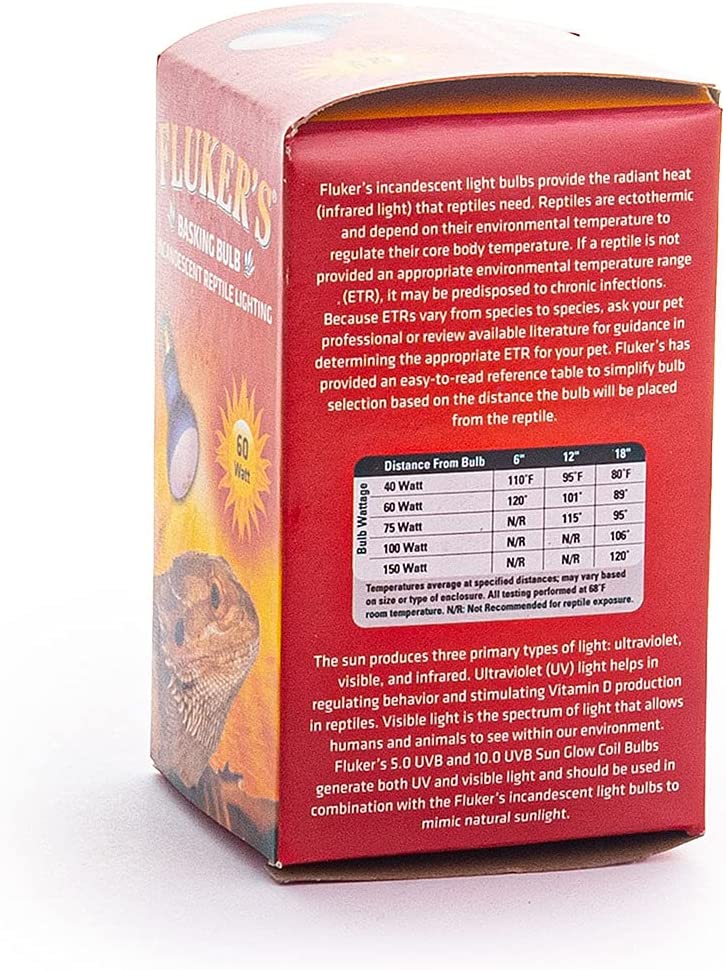 FLUKER'S®
BASKING BULB
INCANDESCENT REPTILE LIGHTING
60
Watt
Fluker's incandescent light bulbs provide the radiant heat
(infrared light) that reptiles need. Reptiles are ectothermic
and depend on their environmental temperature to
regulate their core body temperature. If a reptile is not
provided an appropriate environmental temperature range
. (ETR), it may be predisposed to chronic infections.
Because ETRs vary from species to species, ask your pet
professional or review available literature for guidance in
determining the appropriate ETR for your pet. Fluker's has
provided an easy-to-read reference table to simplify bulb
selection based on the distance the bulb will be placed
from the reptile.
Distance From Bulb 6" 12" 18"
Bulb Wattage
40 Watt 110°F 95°F 80°F
60 Watt 120° 101° 89°
75 Watt N/R 115° 95°
100 Watt N/R N/R 106°
150 Watt N/R N/R 120°
Temperatures average at specified distances; may vary based
on size or type of enclosure. All testing performed at 68°F
room temperature. N/R: Not Recommended for reptile exposure.
The sun produces three primary types of light: ultraviolet,
visible, and infrared. Ultraviolet (UV) light helps in
regulating behavior and stimulating Vitamin D production
in reptiles. Visible light is the spectrum of light that allows
humans and animals to see within our environment.
Fluker's 5.0 UVB and 10.0 UVB Sun Glow Coil Bulbs
generate both UV and visible light and should be used in
combination with the Fluker's incandescent light bulbs to
mimic natural sunlight.